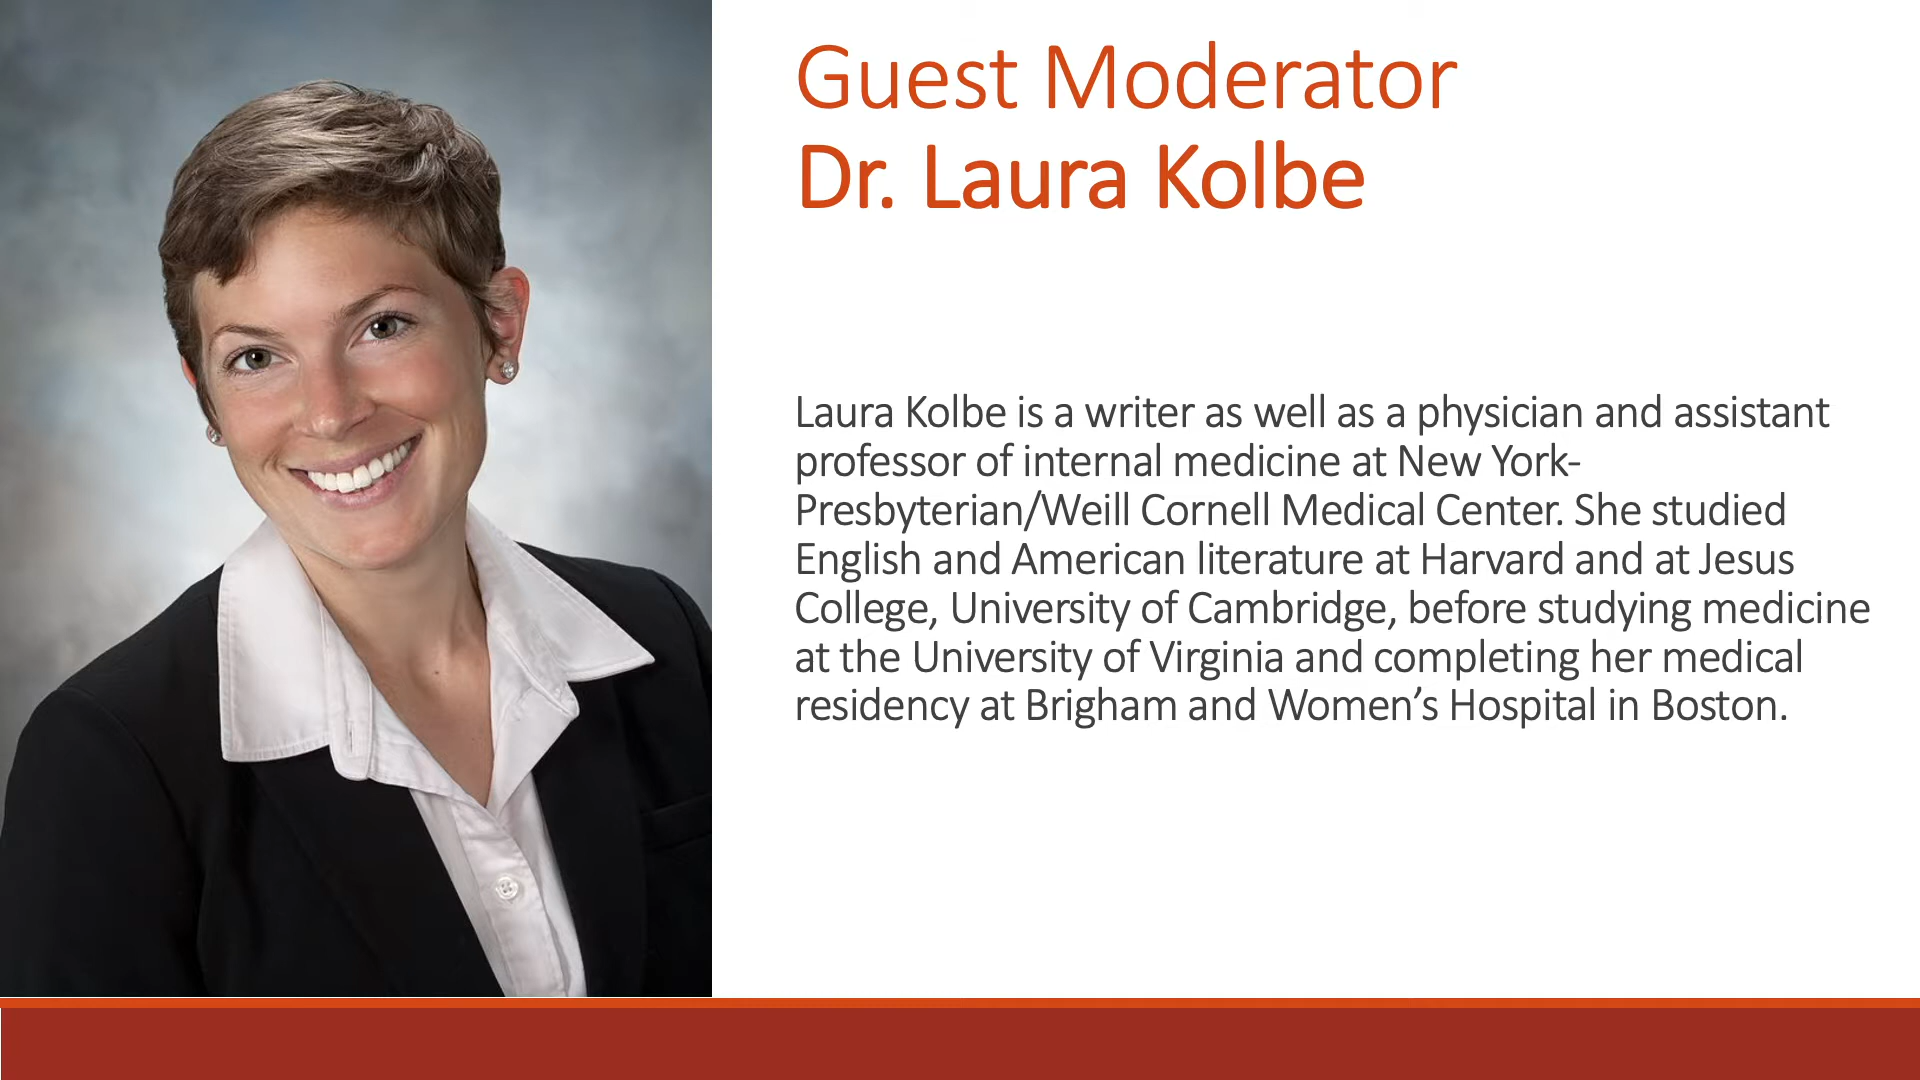 Guest Moderator
Dr. Laura Kolbe
Laura Kolbe is a writer as well as a physician and assistant
professor of internal medicine at New York-
Presbyterian/Weill Cornell Medical Center. She studied
English and American literature at Harvard and at Jesus
College, University of Cambridge, before studying medicine
at the University of Virginia and completing her medical
residency at Brigham and Women’s Hospital in Boston.